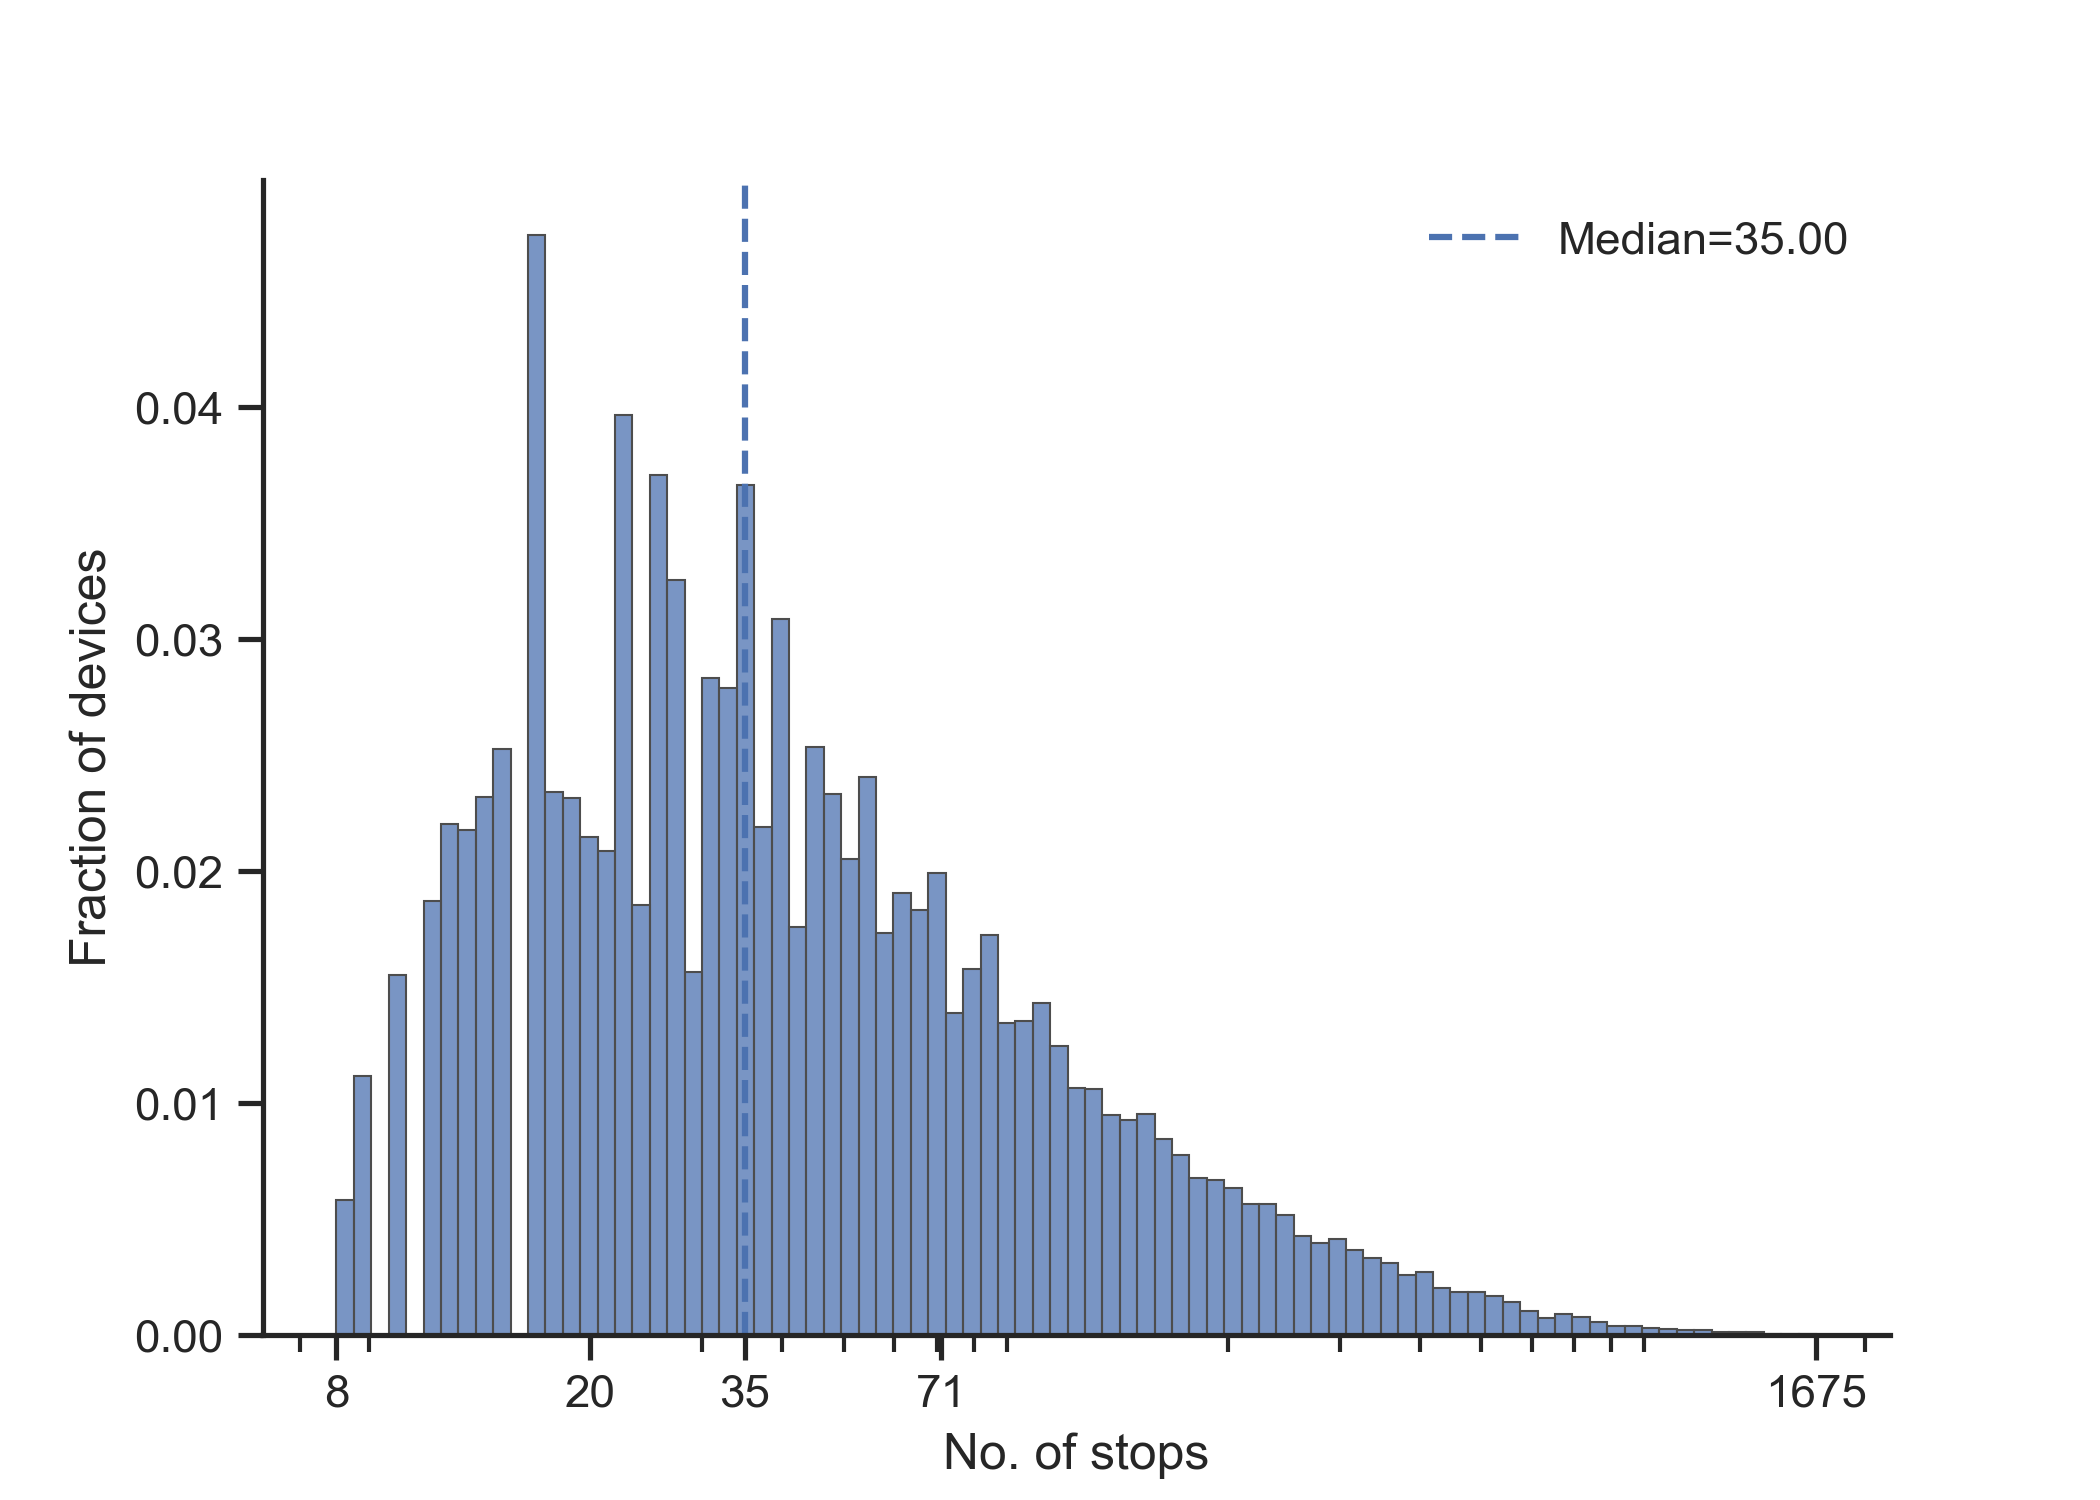 Median=35.00
0.04
0.03
0.02
0.01
0.00
Fraction of devices
8 20 35 71 1675
No. of stops